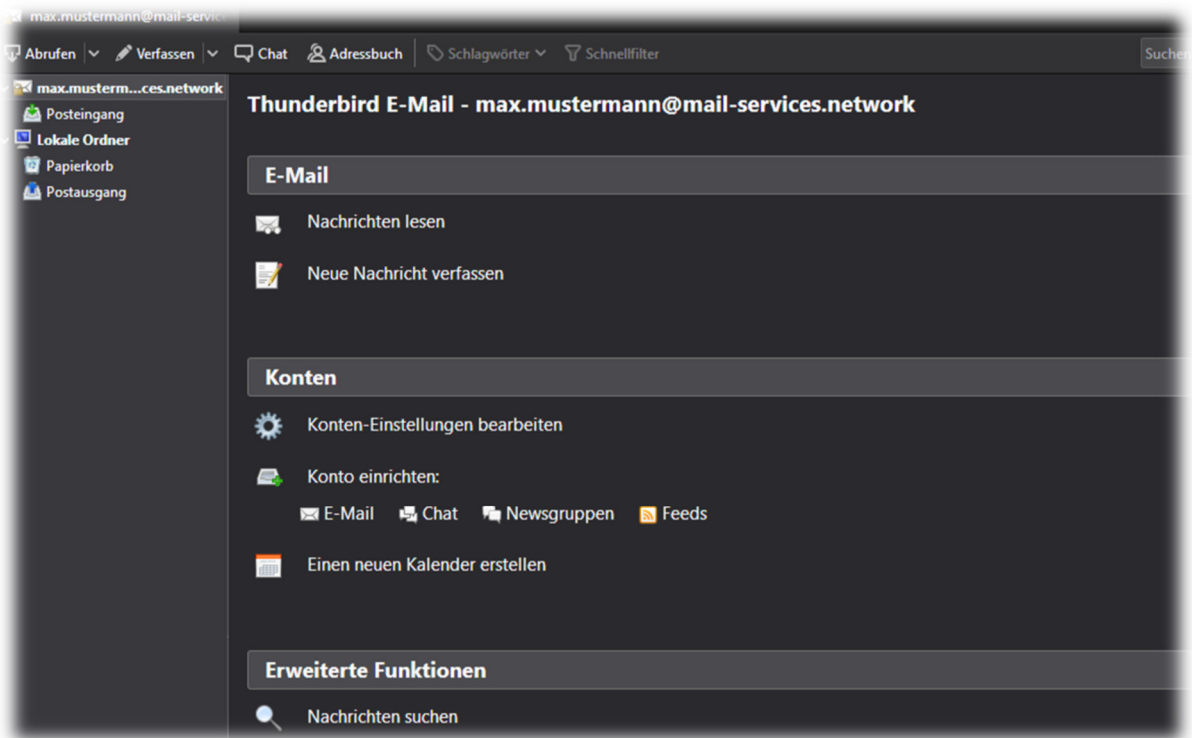 max.mustermann@mail-servic
Abrufen Verfassen Chat Adressbuch Schlagwörter Schnellfilter Suchen
max.musterm...ces.network
Posteingang
Lokale Ordner
Papierkorb
Postausgang
Thunderbird E-Mail - max.mustermann@mail-services.network
E-Mail
Nachrichten lesen
Neue Nachricht verfassen
Konten
Konten-Einstellungen bearbeiten
Konto einrichten:
E-Mail Chat Newsgruppen Feeds
Einen neuen Kalender erstellen
Erweiterte Funktionen
Nachrichten suchen